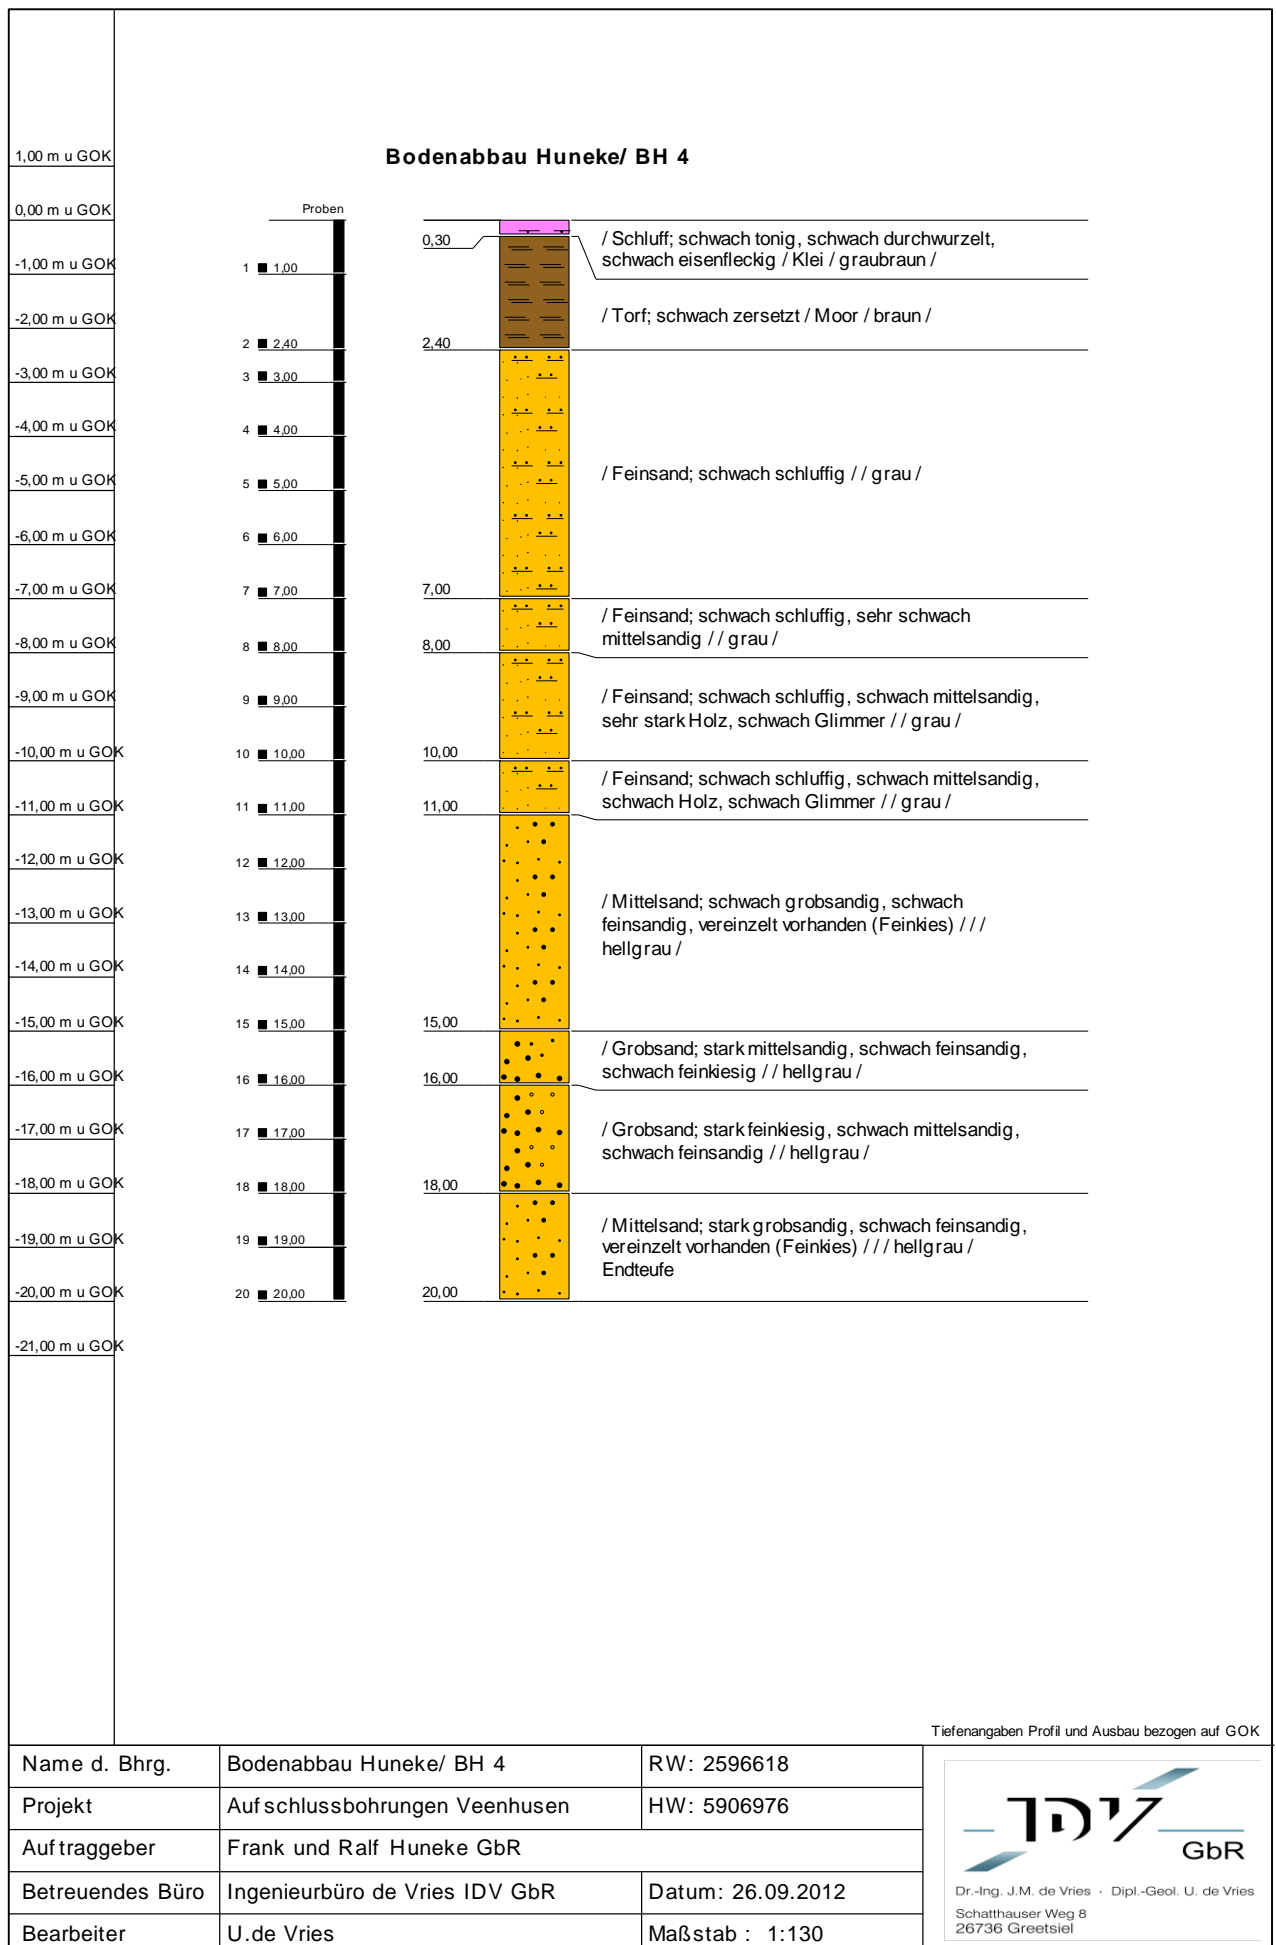 Bodenabbau Huneke/ BH 4
1,00 m u GOK
0,00 m u GOK
-1,00 m u GOK
-2,00 m u GOK
-3,00 m u GOK
-4,00 m u GOK
-5,00 m u GOK
-6,00 m u GOK
-7,00 m u GOK
-8,00 m u GOK
-9,00 m u GOK
-10,00 m u GOK
-11,00 m u GOK
-12,00 m u GOK
-13,00 m u GOK
-14,00 m u GOK
-15,00 m u GOK
-16,00 m u GOK
-17,00 m u GOK
-18,00 m u GOK
-19,00 m u GOK
-20,00 m u GOK
-21,00 m u GOK
Proben
1 1,00
2 2,40
3 3,00
4 4,00
5 5,00
6 6,00
7 7,00
8 8,00
9 9,00
10 10,00
11 11,00
12 12,00
13 13,00
14 14,00
15 15,00
16 16,00
17 17,00
18 18,00
19 19,00
20 20,00
0,30
2,40
7,00
8,00
10,00
11,00
15,00
16,00
18,00
20,00
/ Schluff; schwach tonig, schwach durchwurzelt,
schwach eisenfleckig / Klei / graubraun /
/ Torf; schwach zersetzt / Moor / braun /
/ Feinsand; schwach schluffig / / grau /
/ Feinsand; schwach schluffig, sehr schwach
mittelsandig / / grau /
/ Feinsand; schwach schluffig, schwach mittelsandig,
sehr stark Holz, schwach Glimmer / / grau /
/ Feinsand; schwach schluffig, schwach mittelsandig,
schwach Holz, schwach Glimmer / / grau /
/ Mittelsand; schwach grobsandig, schwach
feinsandig, vereinzelt vorhanden (Feinkies) / / /
hellgrau /
/ Grobsand; stark mittelsandig, schwach feinsandig,
schwach feinkiesig / / hellgrau /
/ Grobsand; stark feinkiesig, schwach mittelsandig,
schwach feinsandig / / hellgrau /
/ Mittelsand; stark grobsandig, schwach feinsandig,
vereinzelt vorhanden (Feinkies) / / / hellgrau /
Endteufe
Tiefenangaben Profil und Ausbau bezogen auf GOK
Name d. Bhrg. Bodenabbau Huneke/ BH 4 RW: 2596618
Projekt Aufschlussbohrungen Veenhusen HW: 5906976
Auftraggeber Frank und Ralf Huneke GbR
Betreuendes Büro Ingenieurbüro de Vries IDV GbR Datum: 26.09.2012
Bearbeiter U.de Vries Maßstab : 1:130
IDV
GbR
Dr.-Ing. J.M. de Vries · Dipl.-Geol. U. de Vries
Schatthauser Weg 8
26736 Greetsiel